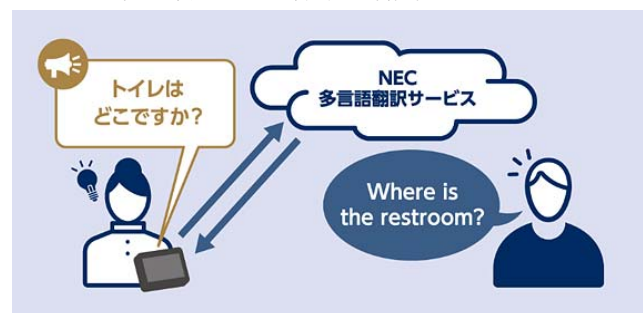 トイレは
どこですか?
NEC
多言語翻訳サービス
Where is
the restroom?